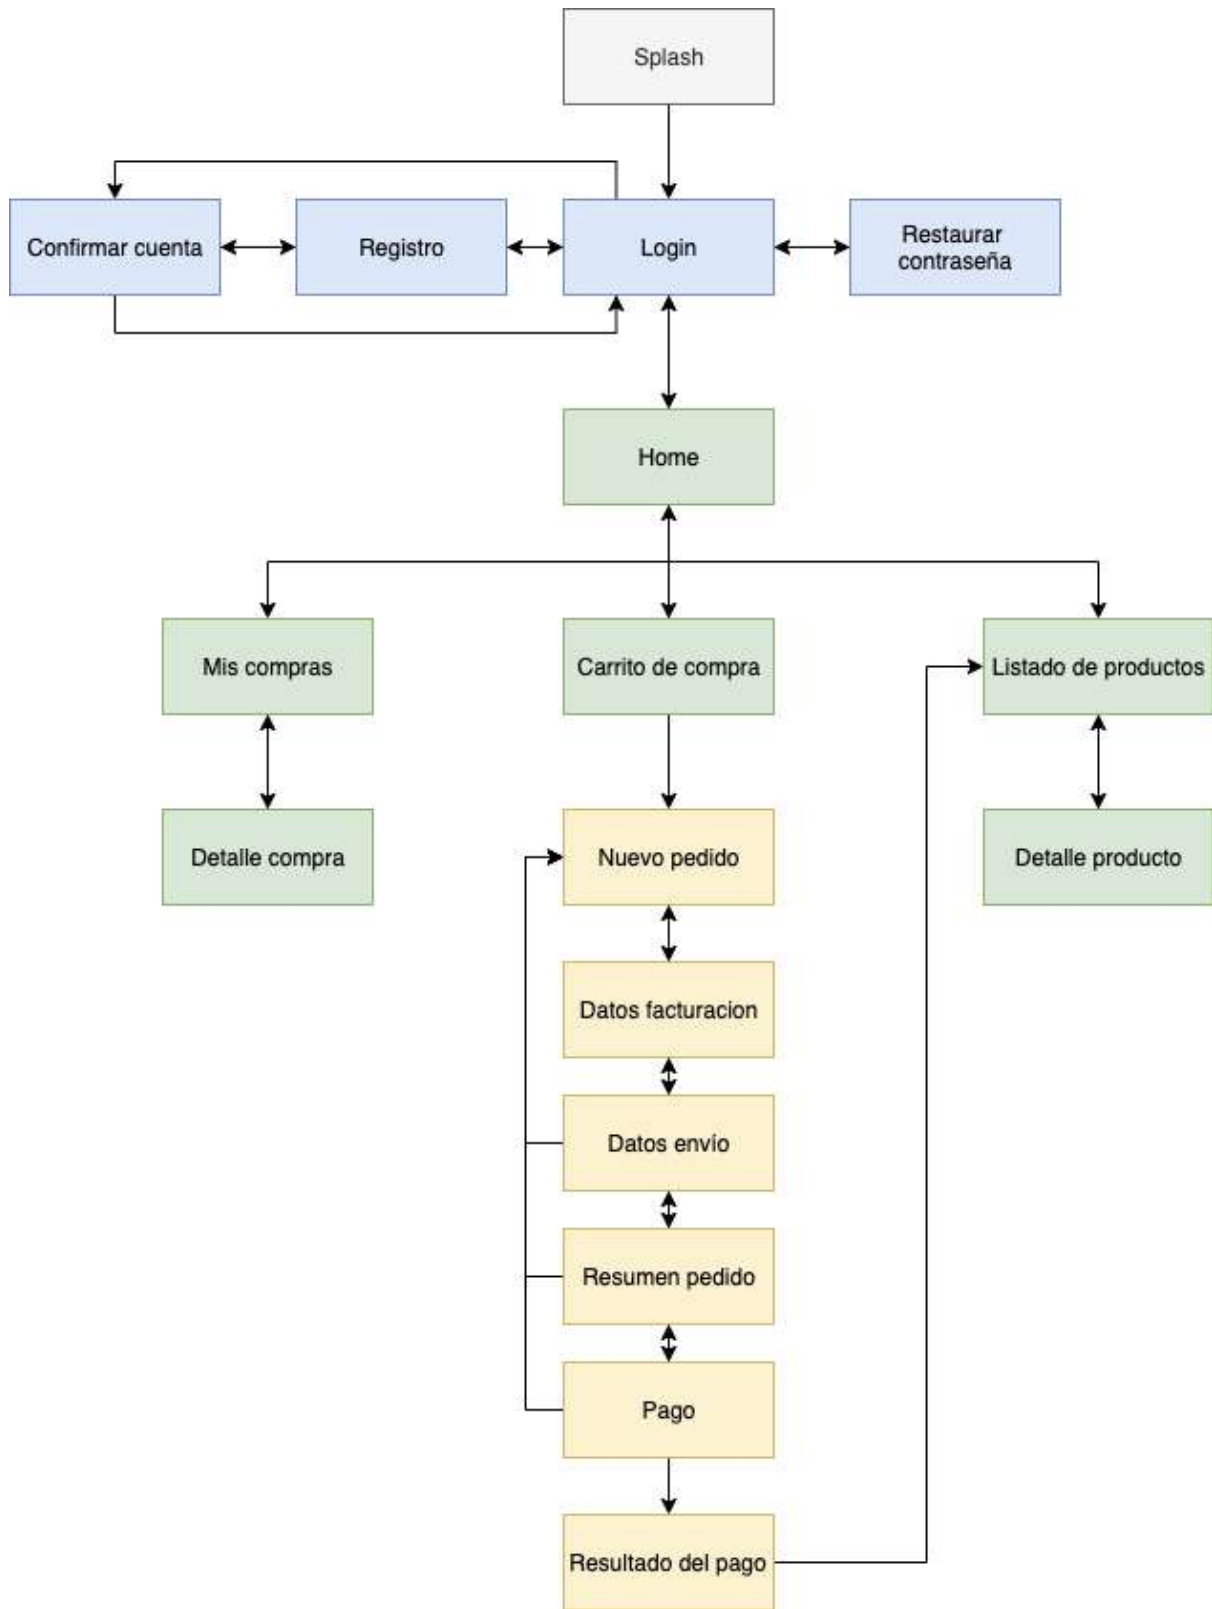 Splash
Confirmar cuenta
Registro
Login
Restaurar
contraseña
Home
Mis compras
Carrito de compra
Listado de productos
Detalle compra
Nuevo pedido
Detalle producto
Datos facturacion
Datos envío
Resumen pedido
Pago
Resultado del pago